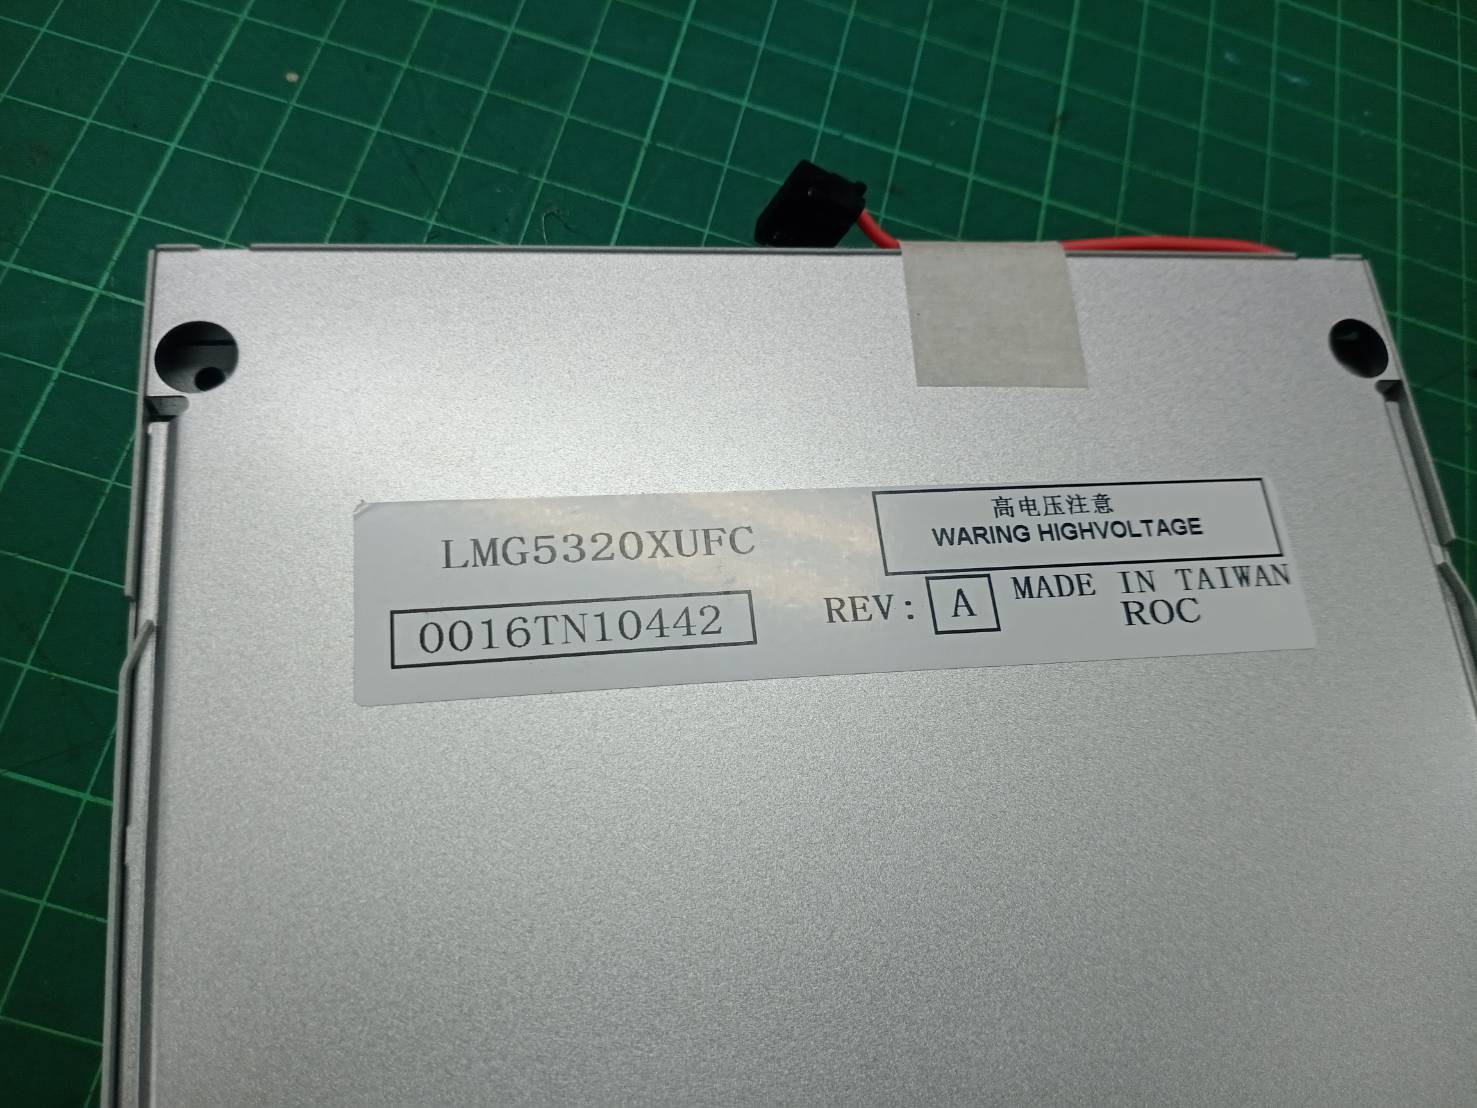 LMG5320XUFC
0016TN10442
高电压注意
WARING HIGHVOLTAGE
REV: A
MADE IN TAIWAN
ROC